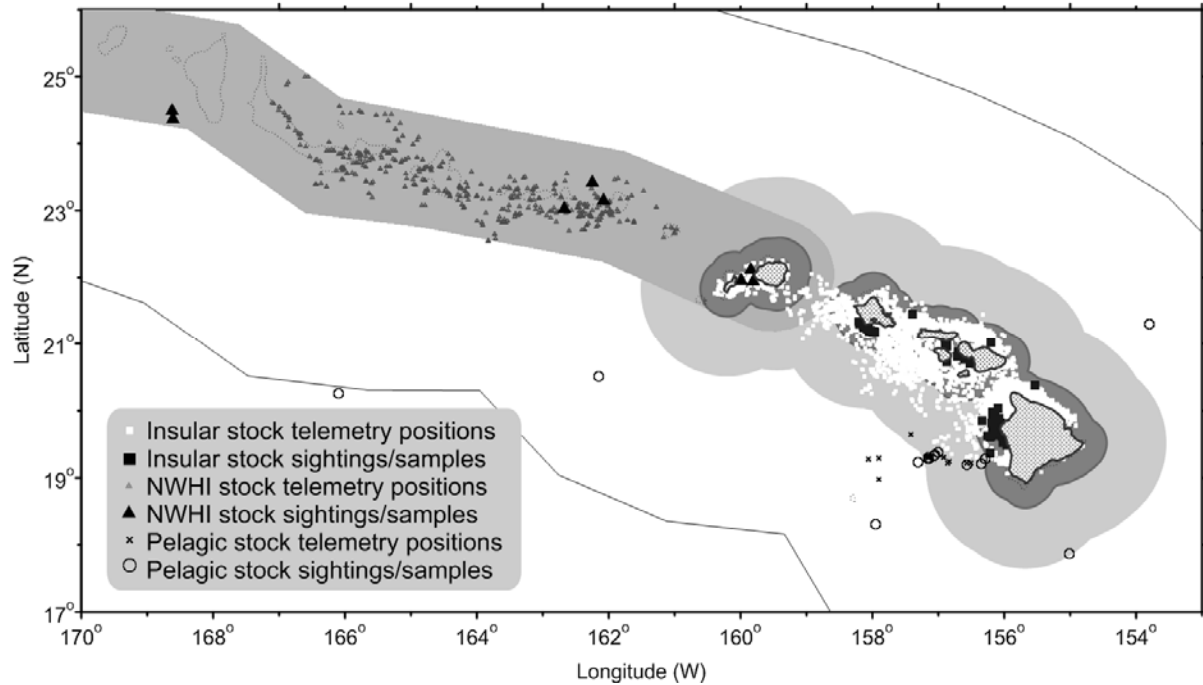 25°
23°
21°
19°
17°
Latitude (N)
Insular stock telemetry positions
Insular stock sightings/samples
NWHI stock telemetry positions
NWHI stock sightings/samples
Pelagic stock telemetry positions
Pelagic stock sightings/samples
170° 168° 166° 164° 162° 160° 158° 156° 154°
Longitude (W)